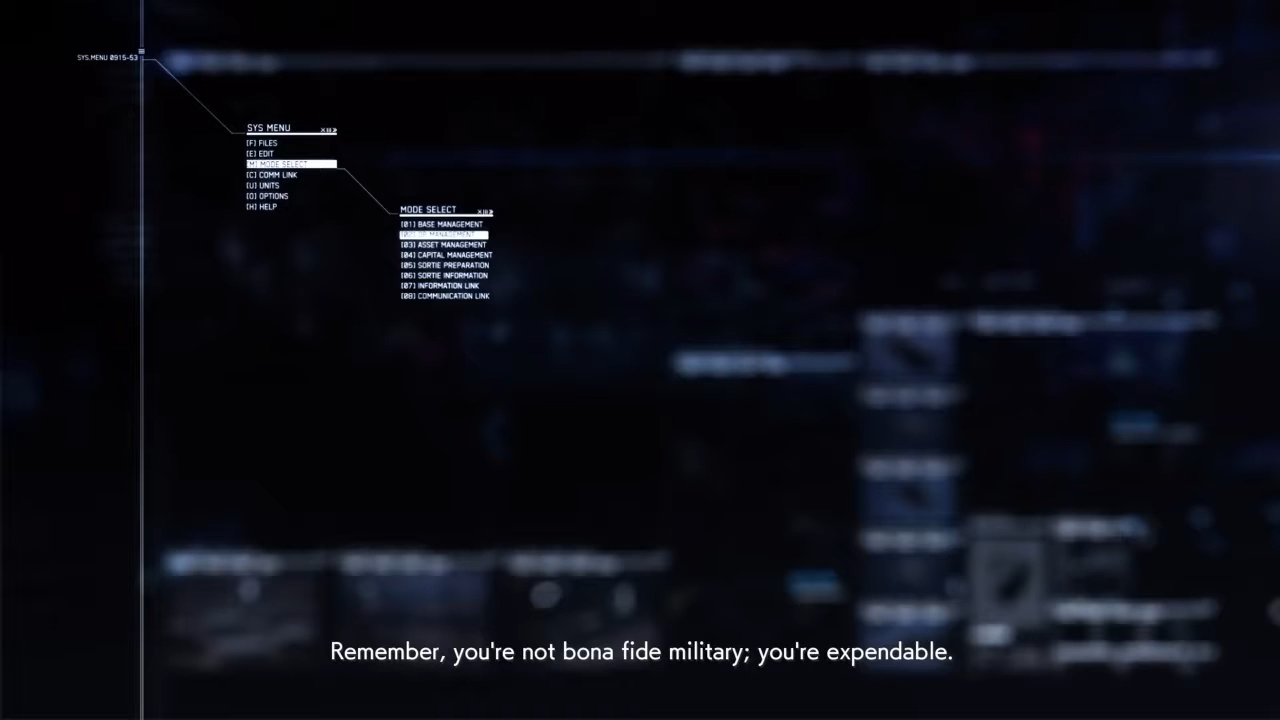 SYS.MENU 0915-53
SYS MENU
[F] FILES
[E] EDIT
[M] MODE SELECT
[C] COMM LINK
[U] UNITS
[O] OPTIONS
[H] HELP
MODE SELECT
[01] BASE MANAGEMENT
MANAGEMENT
[03] ASSET MANAGEMENT
[04] CAPITAL MANAGEMENT
[05] SORTIE PREPARATION
[06] SORTIE INFORMATION
[07] INFORMATION LINK
[08] COMMUNICATION LINK
Remember, you're not bona fide military; you're expendable.